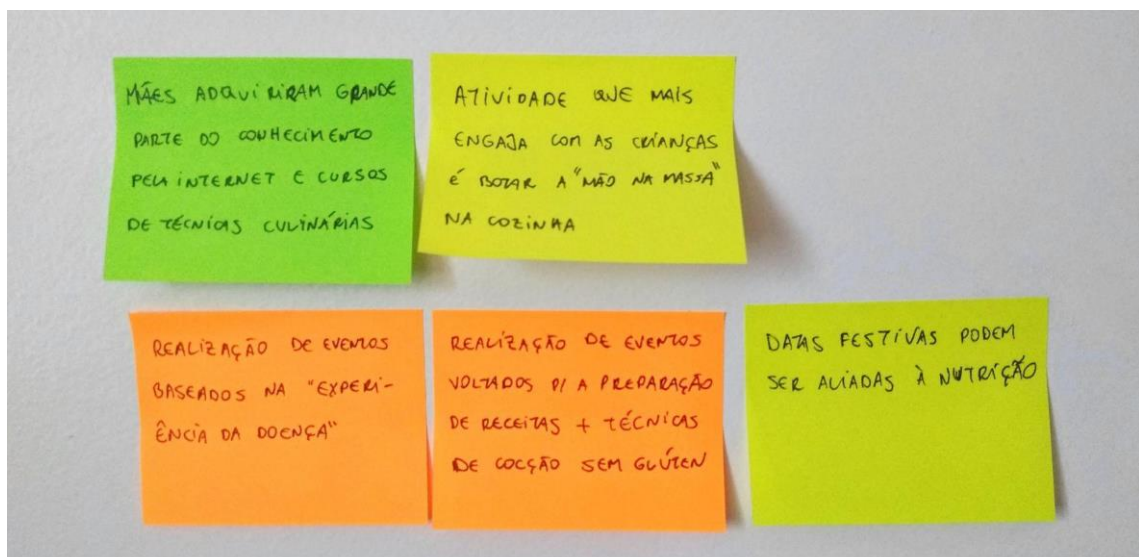 MÃES ADQUIRIRAM GRANDE
PARTE DO CONHECIMENTO
PELA INTERNET E CURSOS
DE TÉCNICAS CULINÁRIAS
ATIVIDADE QUE MAIS
ENGAJA COM AS CRIANÇAS
É BOTAR A "MÃO NA MASSA"
NA COZINHA
REALIZAÇÃO DE EVENTOS
BASEADOS NA "EXPERI-
ÊNCIA DA DOENÇA"
REALIZAÇÃO DE EVENTOS
VOLTADOS P/ A PREPARAÇÃO
DE RECEITAS + TÉCNICAS
DE COCÇÃO SEM GLÚTEN
DATAS FESTIVAS PODEM
SER ALIADAS À NUTRIÇÃO